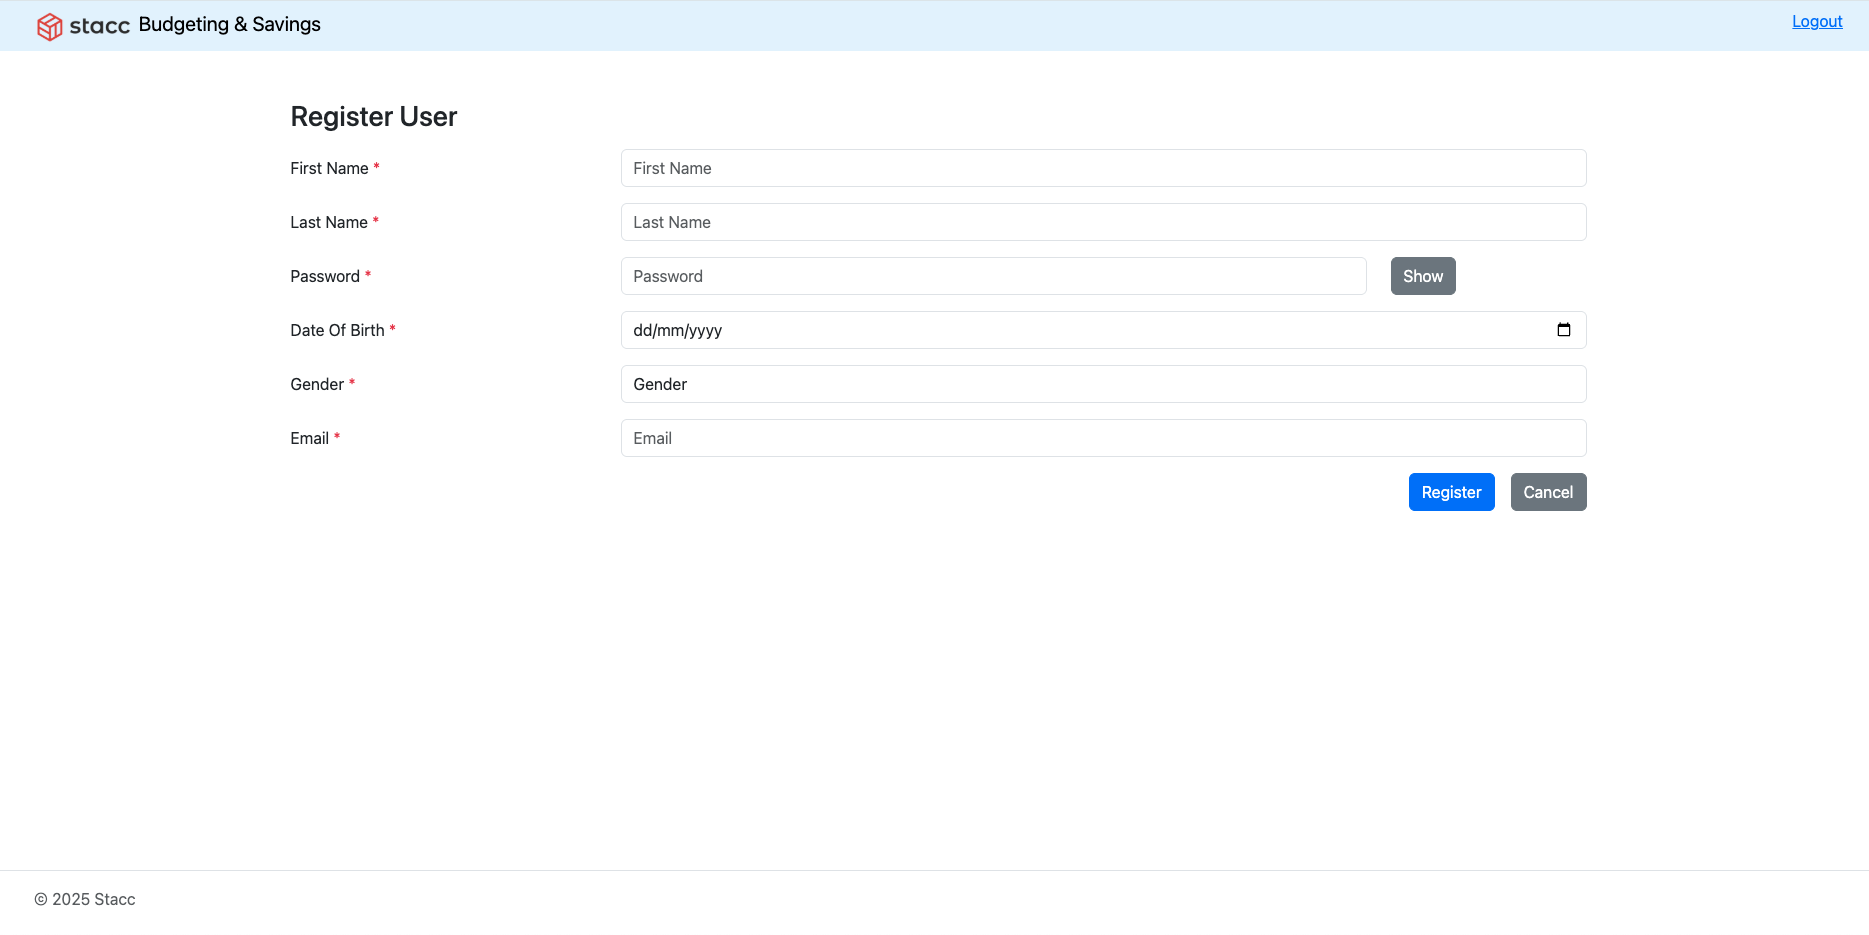 stacc Budgeting & Savings Logout
Register User
First Name * First Name
Last Name * Last Name
Password * Password Show
Date Of Birth * dd/mm/yyyy
Gender * Gender
Email * Email
Register Cancel
© 2025 Stacc